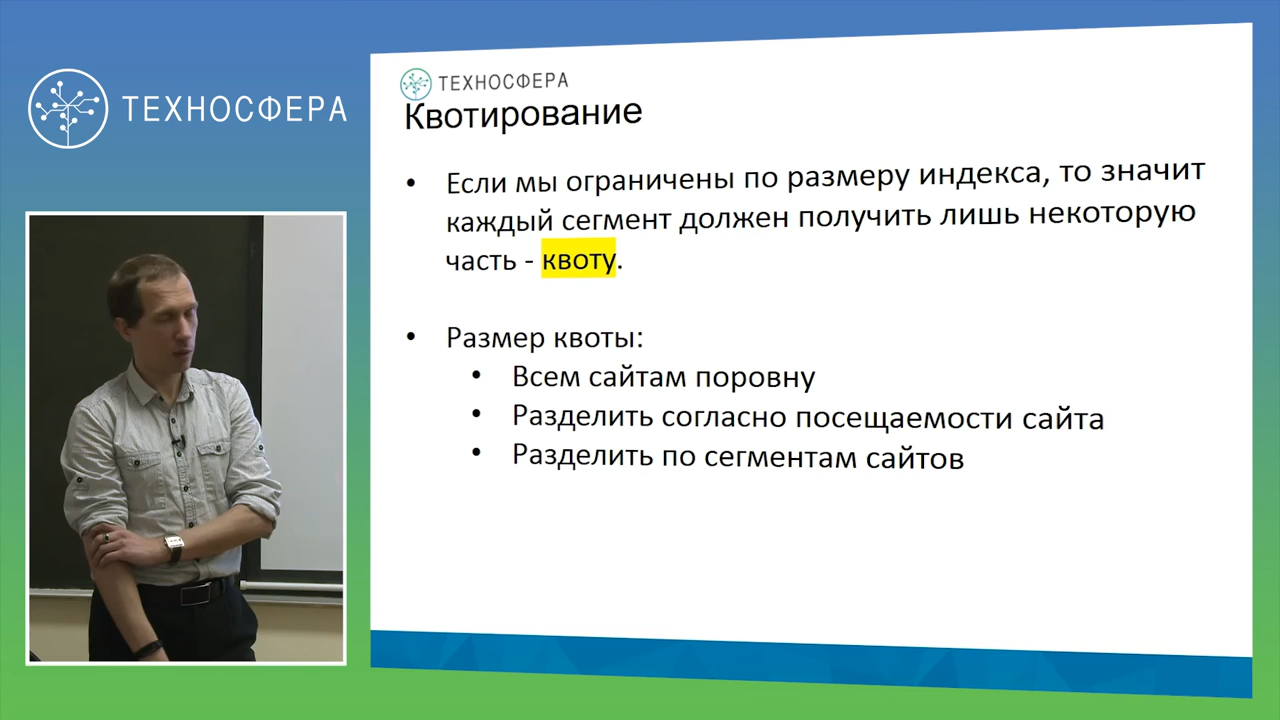 ТЕХНОСФЕРА
ТЕХНОСФЕРА
Квотирование
• Если мы ограничены по размеру индекса, то значит
каждый сегмент должен получить лишь некоторую
часть - квоту.
• Размер квоты:
• Всем сайтам поровну
• Разделить согласно посещаемости сайта
• Разделить по сегментам сайтов